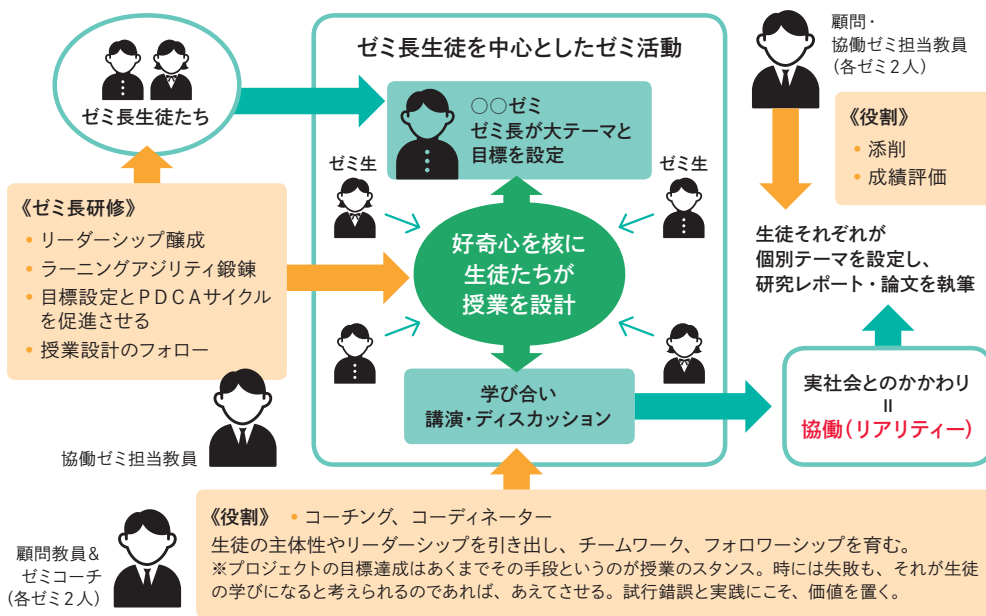 ゼミ長生徒たち
《ゼミ長研修》
• リーダーシップ醸成
• ラーニングアジリティ鍛錬
• 目標設定とPDCAサイクル
を促進させる
• 授業設計のフォロー
協働ゼミ担当教員
ゼミ長生徒を中心としたゼミ活動
○○ゼミ
ゼミ長が大テーマと
目標を設定
ゼミ生
ゼミ生
好奇心を核に
生徒たちが
授業を設計
学び合い
講演・ディスカッション
顧問・
協働ゼミ担当教員
(各ゼミ2人)
《役割》
• 添削
• 成績評価
生徒それぞれが
個別テーマを設定し、
研究レポート・論文を執筆
実社会とのかかわり
=
協働(リアリティー)
顧問教員&
ゼミコーチ
(各ゼミ2人)
《役割》 • コーチング、コーディネーター
生徒の主体性やリーダーシップを引き出し、チームワーク、フォロワーシップを育む。
※プロジェクトの目標達成はあくまでその手段というのが授業のスタンス。時には失敗も、それが生徒
の学びになると考えられるのであれば、あえてさせる。試行錯誤と実践にこそ、価値を置く。